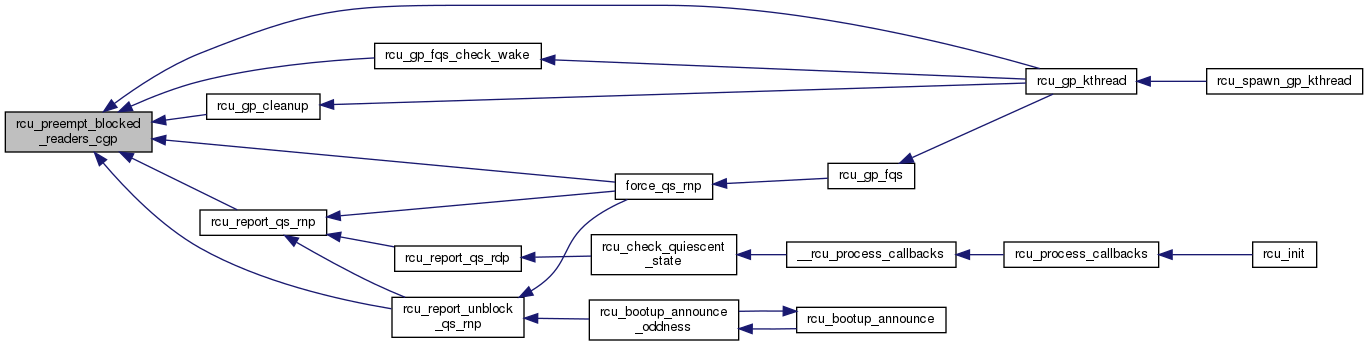 rcu_preempt_blocked
_readers_cgp
rcu_gp_fqs_check_wake
rcu_gp_cleanup
rcu_gp_kthread
rcu_spawn_gp_kthread
force_qs_rnp
rcu_gp_fqs
rcu_report_qs_rnp
rcu_report_qs_rdp
rcu_check_quiescent
_state
__rcu_process_callbacks
rcu_process_callbacks
rcu_init
rcu_report_unblock
_qs_rnp
rcu_bootup_announce
_oddness
rcu_bootup_announce